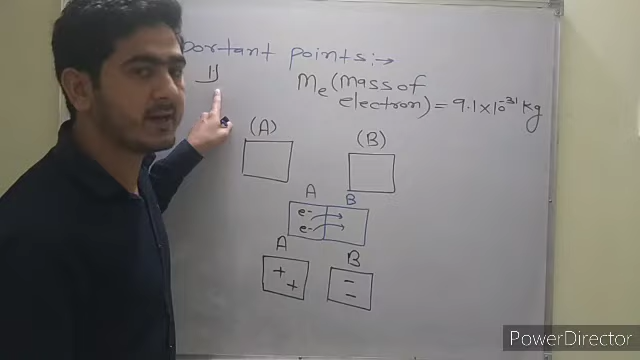 portant points:→
1)
Me (mass of
electron) = 9.1×10⁻³¹ Kg
(A) (B)
A B
e-
e-
A B
+ −
+ −
PowerDirector